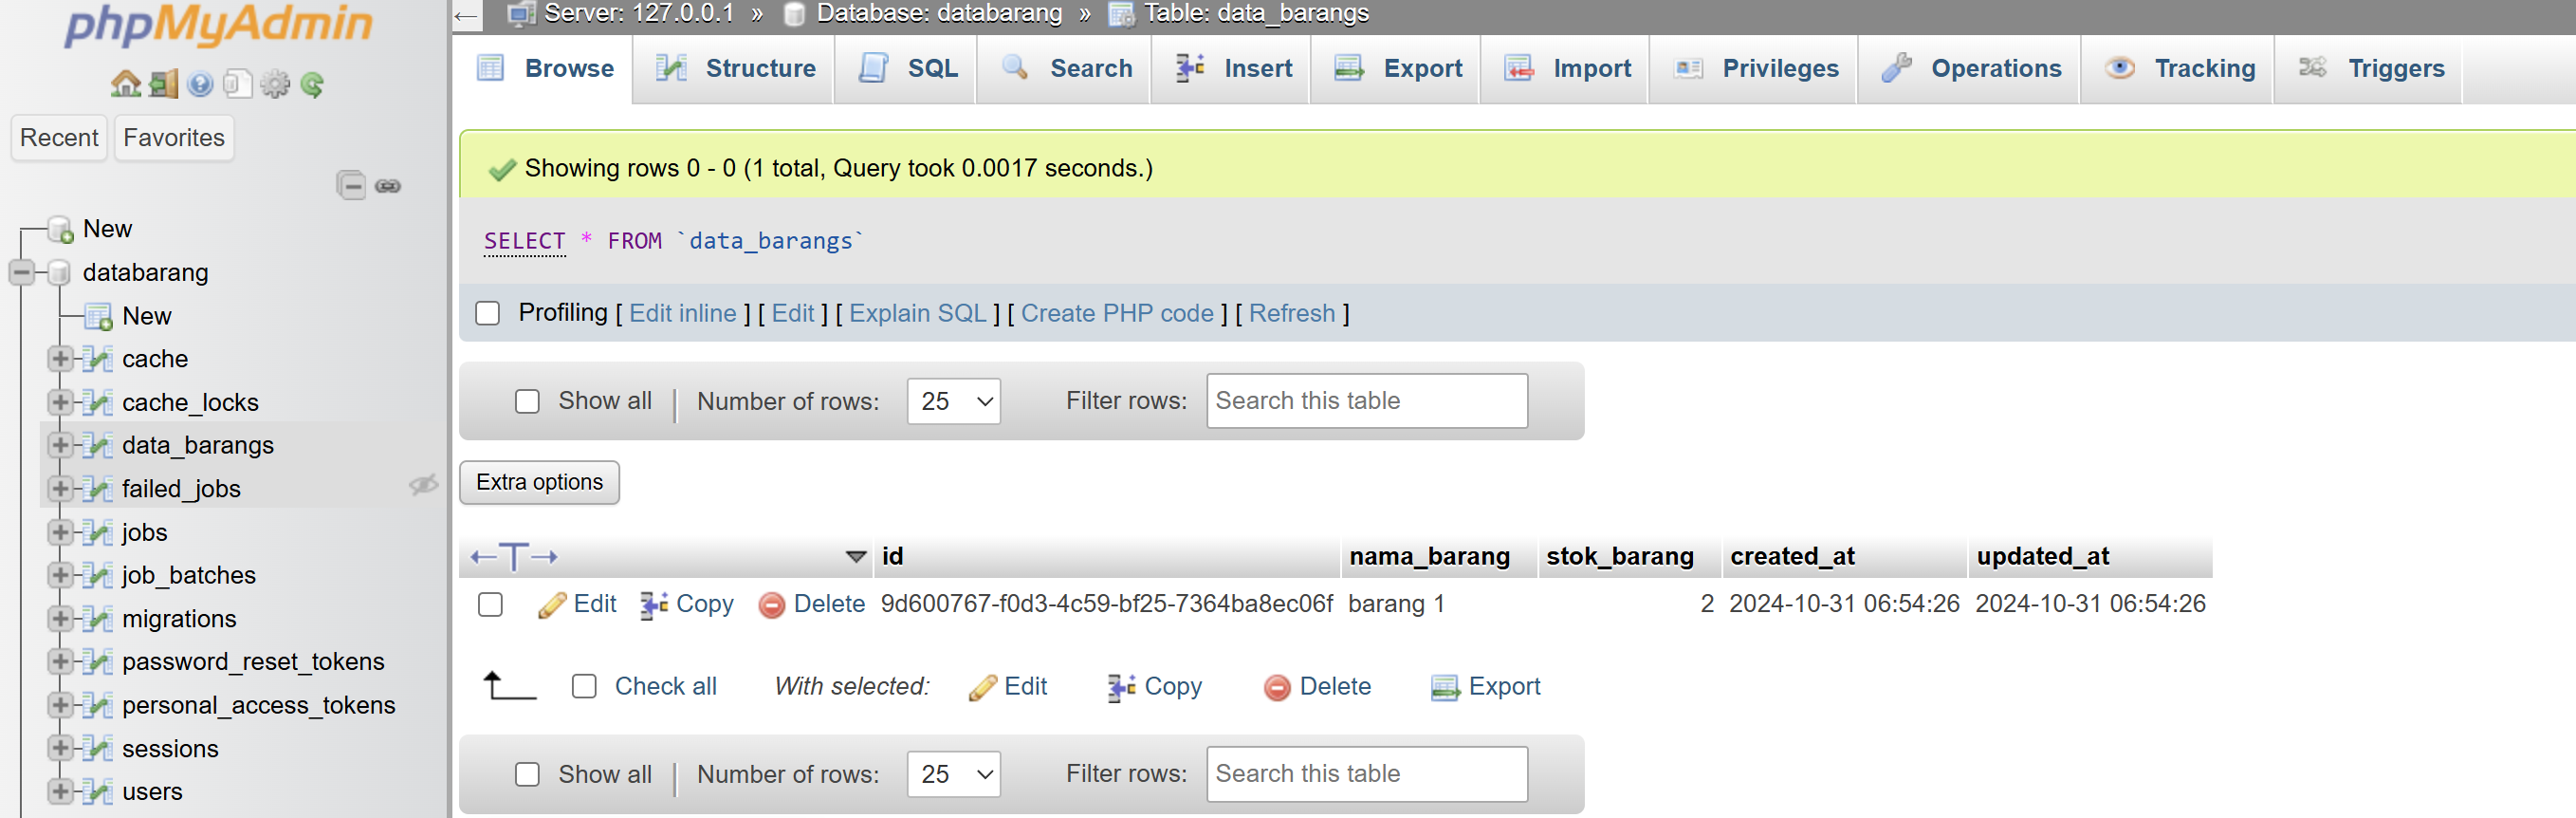 phpMyAdmin
Recent Favorites
New
databarang
New
cache
cache_locks
data_barangs
failed_jobs
jobs
job_batches
migrations
password_reset_tokens
personal_access_tokens
sessions
users
← Server: 127.0.0.1 » Database: databarang » Table: data_barangs
Browse Structure SQL Search Insert Export Import Privileges Operations Tracking Triggers
Showing rows 0 - 0 (1 total, Query took 0.0017 seconds.)
SELECT * FROM `data_barangs`
Profiling [ Edit inline ] [ Edit ] [ Explain SQL ] [ Create PHP code ] [ Refresh ]
Show all | Number of rows: 25 Filter rows: Search this table
Extra options
←T→ id nama_barang stok_barang created_at updated_at
Edit Copy Delete 9d600767-f0d3-4c59-bf25-7364ba8ec06f barang 1 2 2024-10-31 06:54:26 2024-10-31 06:54:26
Check all With selected: Edit Copy Delete Export
Show all | Number of rows: 25 Filter rows: Search this table